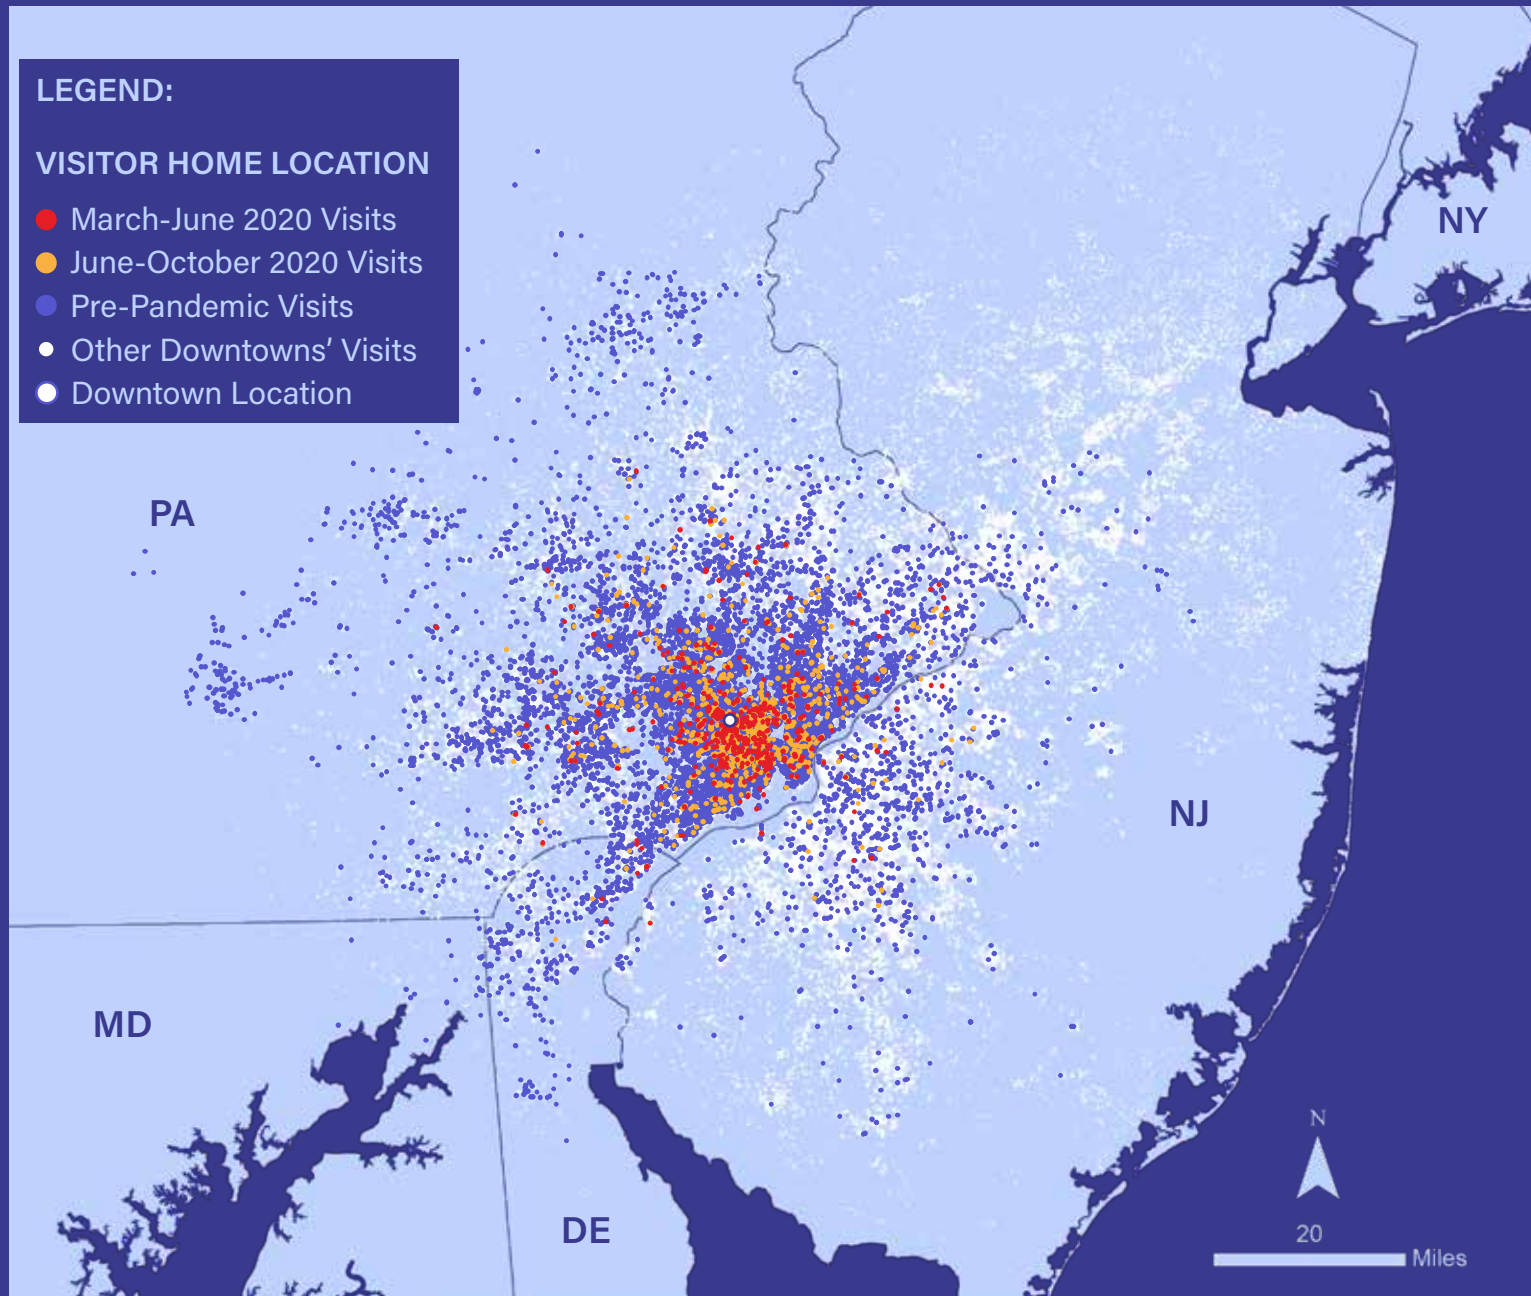 LEGEND:
VISITOR HOME LOCATION
March-June 2020 Visits
June-October 2020 Visits
Pre-Pandemic Visits
Other Downtowns’ Visits
Downtown Location
NY
PA
NJ
MD
DE
N
20
Miles